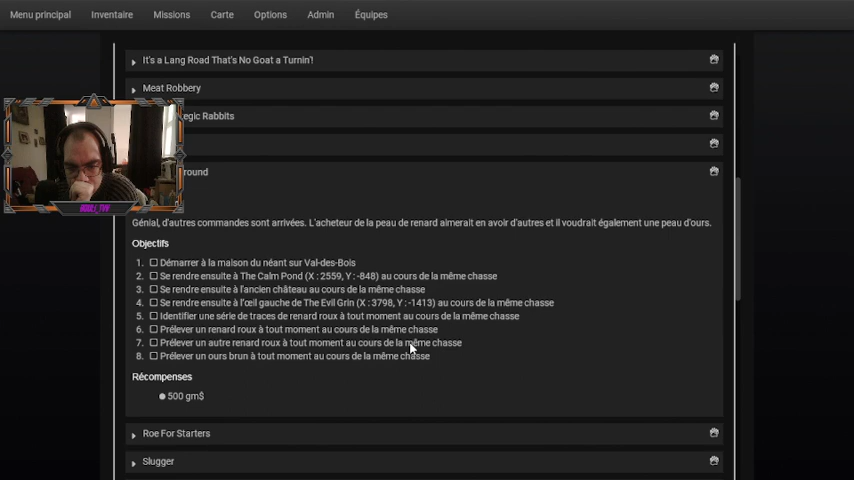 Menu principal Inventaire Missions Carte Options Admin Équipes
It's a Lang Road That's No Goat a Turnin'!
Meat Robbery
egic Rabbits
round
Génial, d'autres commandes sont arrivées. L'acheteur de la peau de renard aimerait en avoir d'autres et il voudrait également une peau d'ours.
Objectifs
1. Démarrer à la maison du néant sur Val-des-Bois
2. Se rendre ensuite à The Calm Pond (X : 2559, Y : -848) au cours de la même chasse
3. Se rendre ensuite à l'ancien château au cours de la même chasse
4. Se rendre ensuite à l'œil gauche de The Evil Grin (X : 3798, Y : -1413) au cours de la même chasse
5. Identifier une série de traces de renard roux à tout moment au cours de la même chasse
6. Prélever un renard roux à tout moment au cours de la même chasse
7. Prélever un autre renard roux à tout moment au cours de la même chasse
8. Prélever un ours brun à tout moment au cours de la même chasse
Récompenses
500 gm$
Roe For Starters
Slugger